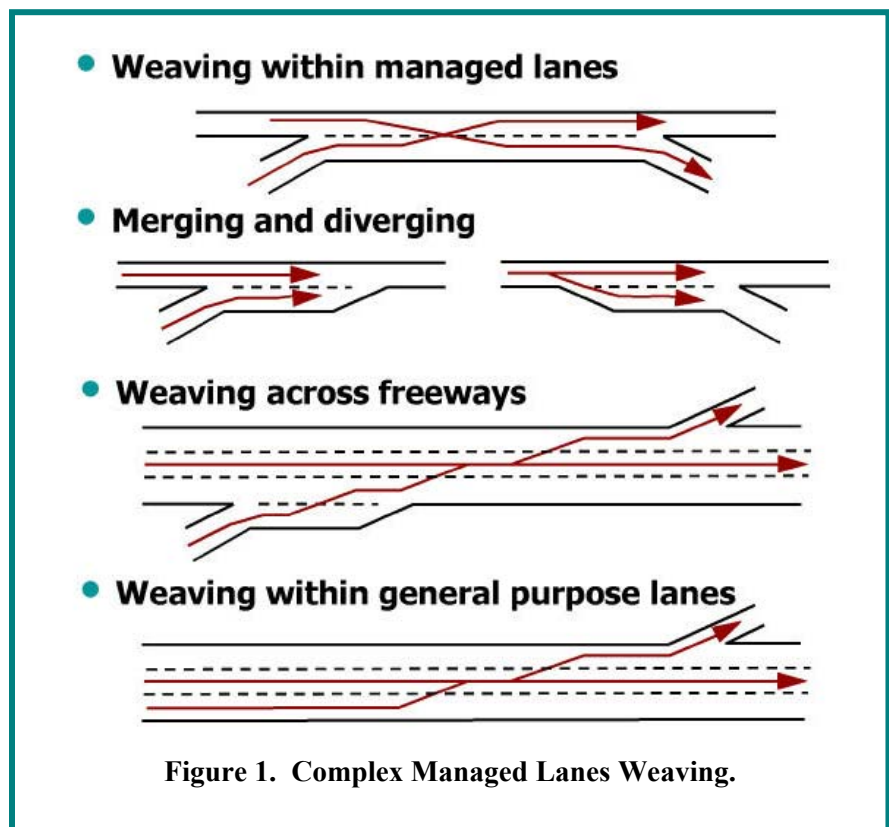 Weaving within managed lanes
Merging and diverging
Weaving across freeways
Weaving within general purpose lanes
Figure 1. Complex Managed Lanes Weaving.